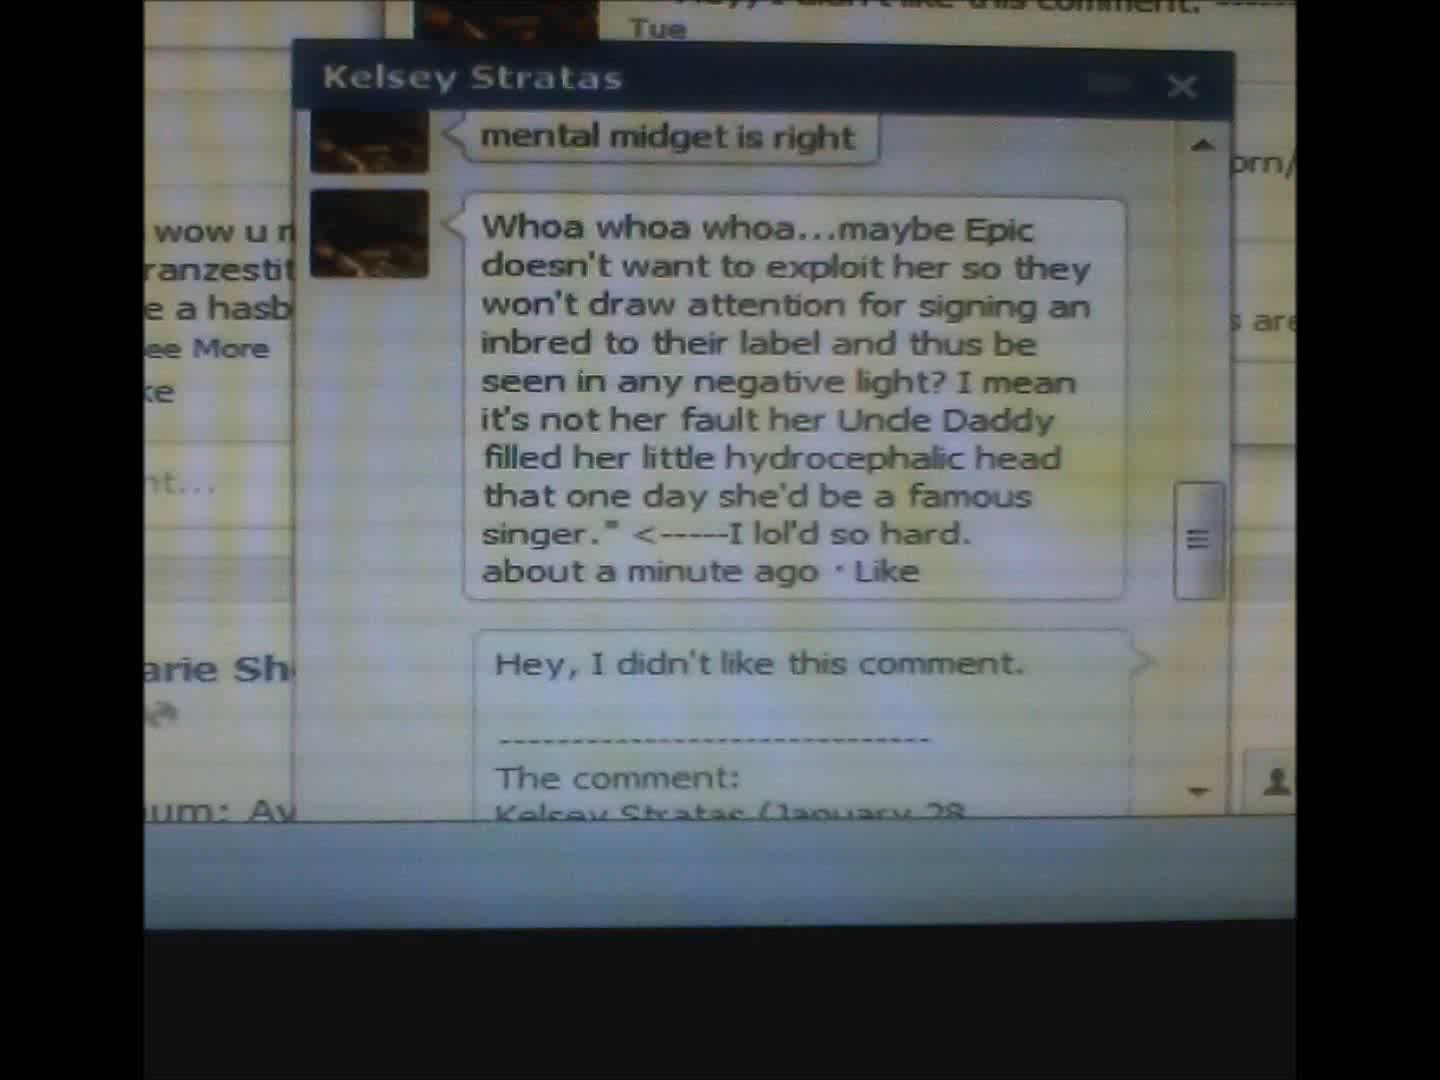 Tue
Kelsey Stratas
mental midget is right
Whoa whoa whoa...maybe Epic
doesn't want to exploit her so they
won't draw attention for signing an
inbred to their label and thus be
seen in any negative light? I mean
it's not her fault her Uncle Daddy
filled her little hydrocephalic head
that one day she'd be a famous
singer." <-----I lol'd so hard.
about a minute ago · Like
Hey, I didn't like this comment.
-----------------------------
The comment:
Kelsey Stratas (January 28
wow u
ranzestit
e a hasb
ee More
ke
nt...
arie Sh
um: Av
orn/
s are